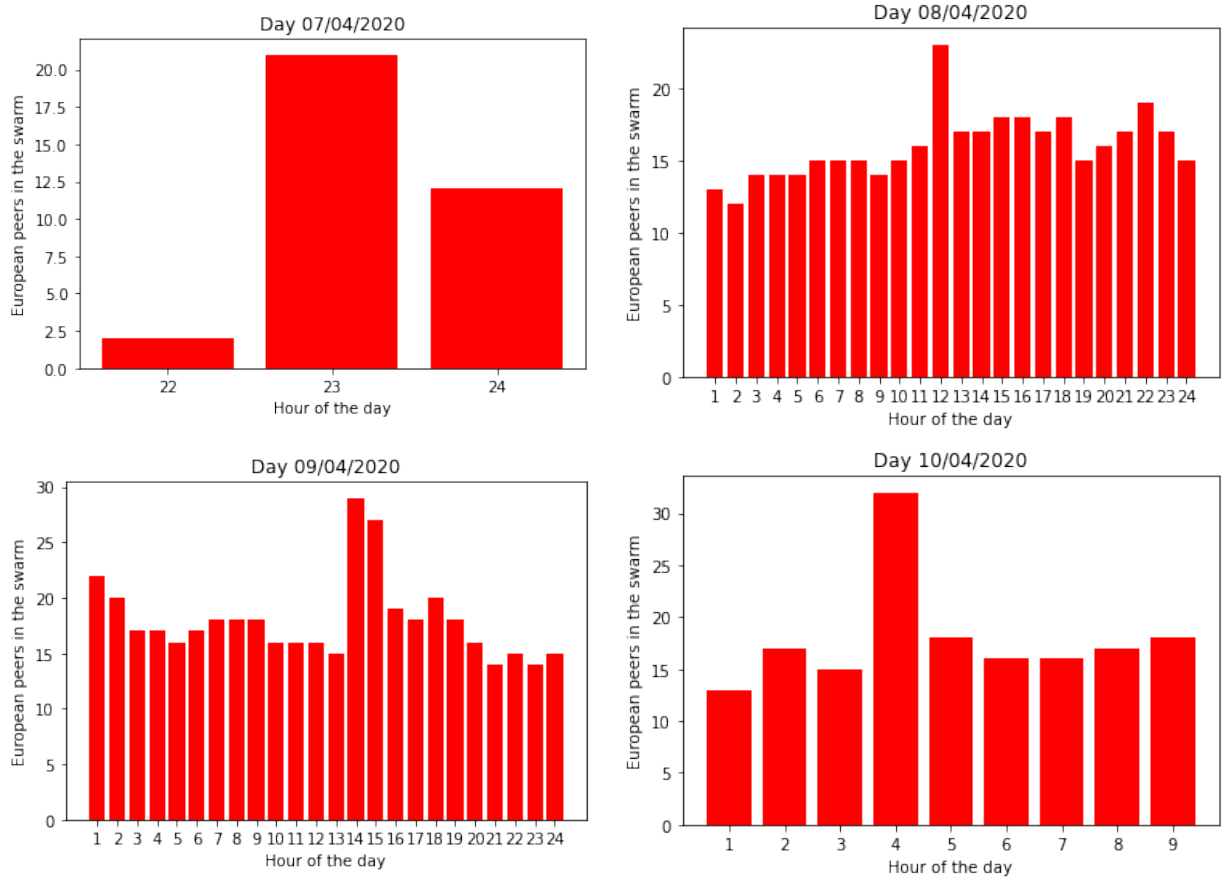 Day 07/04/2020
European peers in the swarm
20.0
17.5
15.0
12.5
10.0
7.5
5.0
2.5
0.0
22 23 24
Hour of the day
Day 08/04/2020
European peers in the swarm
20
15
10
5
0
1 2 3 4 5 6 7 8 9 10 11 12 13 14 15 16 17 18 19 20 21 22 23 24
Hour of the day
Day 09/04/2020
European peers in the swarm
30
25
20
15
10
5
0
1 2 3 4 5 6 7 8 9 10 11 12 13 14 15 16 17 18 19 20 21 22 23 24
Hour of the day
Day 10/04/2020
European peers in the swarm
30
25
20
15
10
5
0
1 2 3 4 5 6 7 8 9
Hour of the day